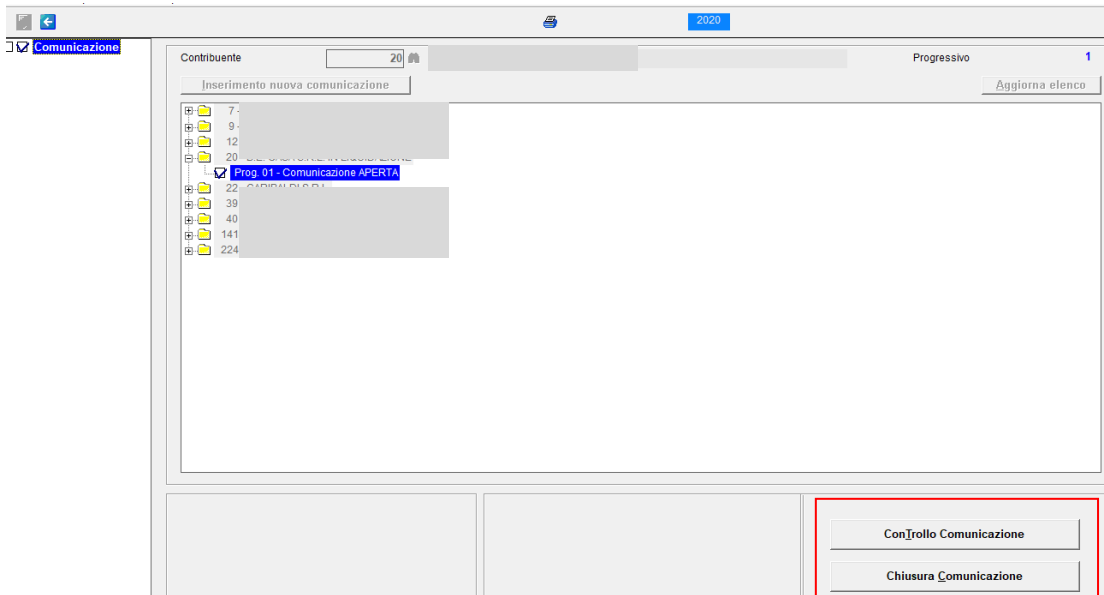 2020
Comunicazione
Contribuente 20 Progressivo 1
Inserimento nuova comunicazione Aggiorna elenco
7 -
9 -
12
20
Prog. 01 - Comunicazione APERTA
22
39
40
141
224
ConTrollo Comunicazione
Chiusura Comunicazione